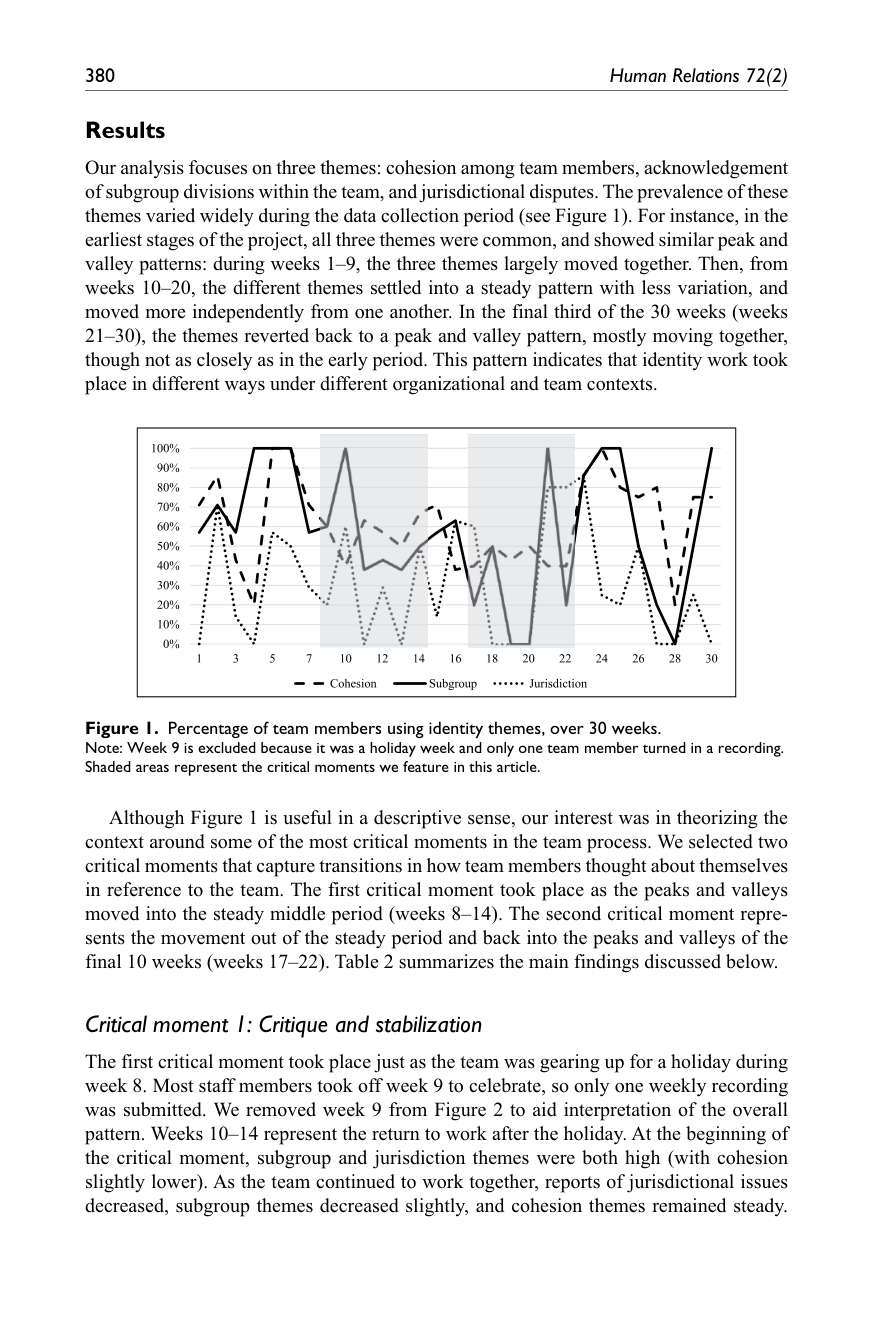 380
Human Relations 72(2)
Results
Our analysis focuses on three themes: cohesion among team members, acknowledgement
of subgroup divisions within the team, and jurisdictional disputes. The prevalence of these
themes varied widely during the data collection period (see Figure 1). For instance, in the
earliest stages of the project, all three themes were common, and showed similar peak and
valley patterns: during weeks 1–9, the three themes largely moved together. Then, from
weeks 10–20, the different themes settled into a steady pattern with less variation, and
moved more independently from one another. In the final third of the 30 weeks (weeks
21–30), the themes reverted back to a peak and valley pattern, mostly moving together,
though not as closely as in the early period. This pattern indicates that identity work took
place in different ways under different organizational and team contexts.
100%
90%
80%
70%
60%
50%
40%
30%
20%
10%
0%
1 3 5 7 10 12 14 16 18 20 22 24 26 28 30
Cohesion Subgroup Jurisdiction
Figure 1. Percentage of team members using identity themes, over 30 weeks.
Note: Week 9 is excluded because it was a holiday week and only one team member turned in a recording.
Shaded areas represent the critical moments we feature in this article.
Although Figure 1 is useful in a descriptive sense, our interest was in theorizing the
context around some of the most critical moments in the team process. We selected two
critical moments that capture transitions in how team members thought about themselves
in reference to the team. The first critical moment took place as the peaks and valleys
moved into the steady middle period (weeks 8–14). The second critical moment repre-
sents the movement out of the steady period and back into the peaks and valleys of the
final 10 weeks (weeks 17–22). Table 2 summarizes the main findings discussed below.
Critical moment 1: Critique and stabilization
The first critical moment took place just as the team was gearing up for a holiday during
week 8. Most staff members took off week 9 to celebrate, so only one weekly recording
was submitted. We removed week 9 from Figure 2 to aid interpretation of the overall
pattern. Weeks 10–14 represent the return to work after the holiday. At the beginning of
the critical moment, subgroup and jurisdiction themes were both high (with cohesion
slightly lower). As the team continued to work together, reports of jurisdictional issues
decreased, subgroup themes decreased slightly, and cohesion themes remained steady.